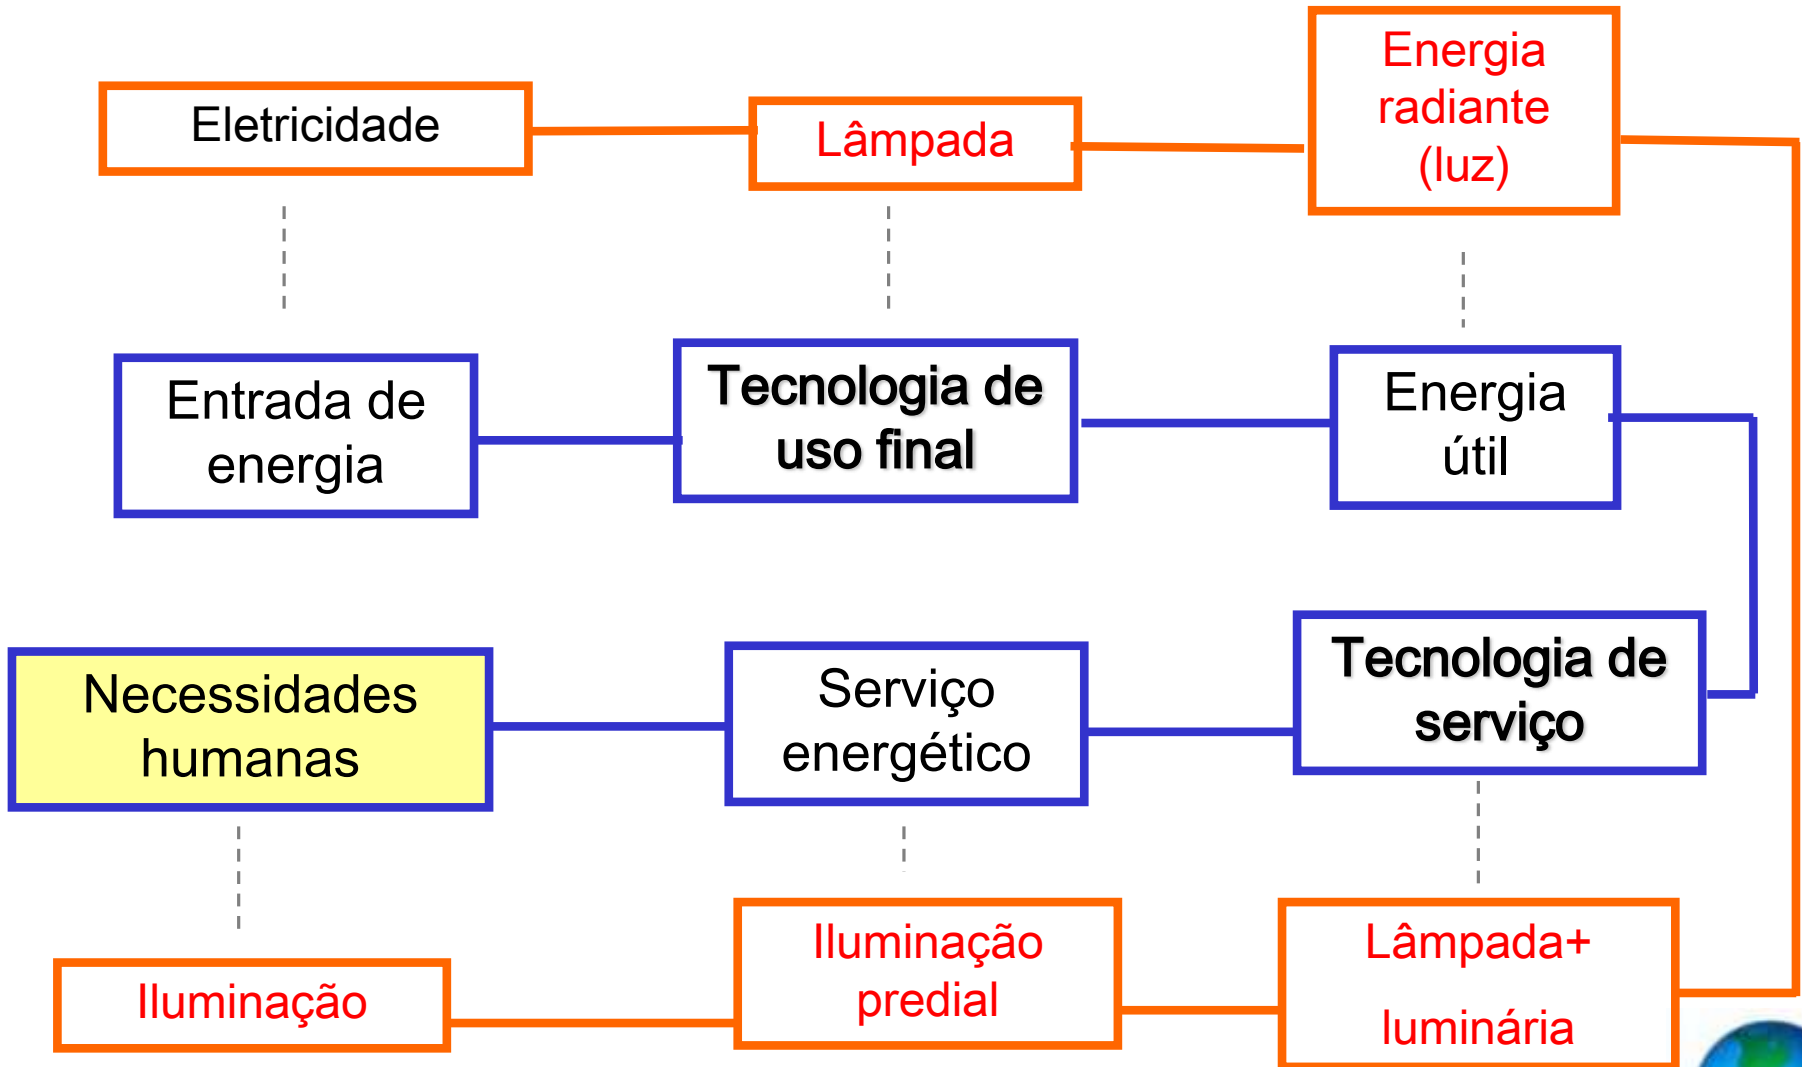 Eletricidade
Lâmpada
Energia
radiante
(luz)
Entrada de
energia
Tecnologia de
uso final
Energia
útil
Necessidades
humanas
Serviço
energético
Tecnologia de
serviço
Iluminação
Iluminação
predial
Lâmpada+
luminária